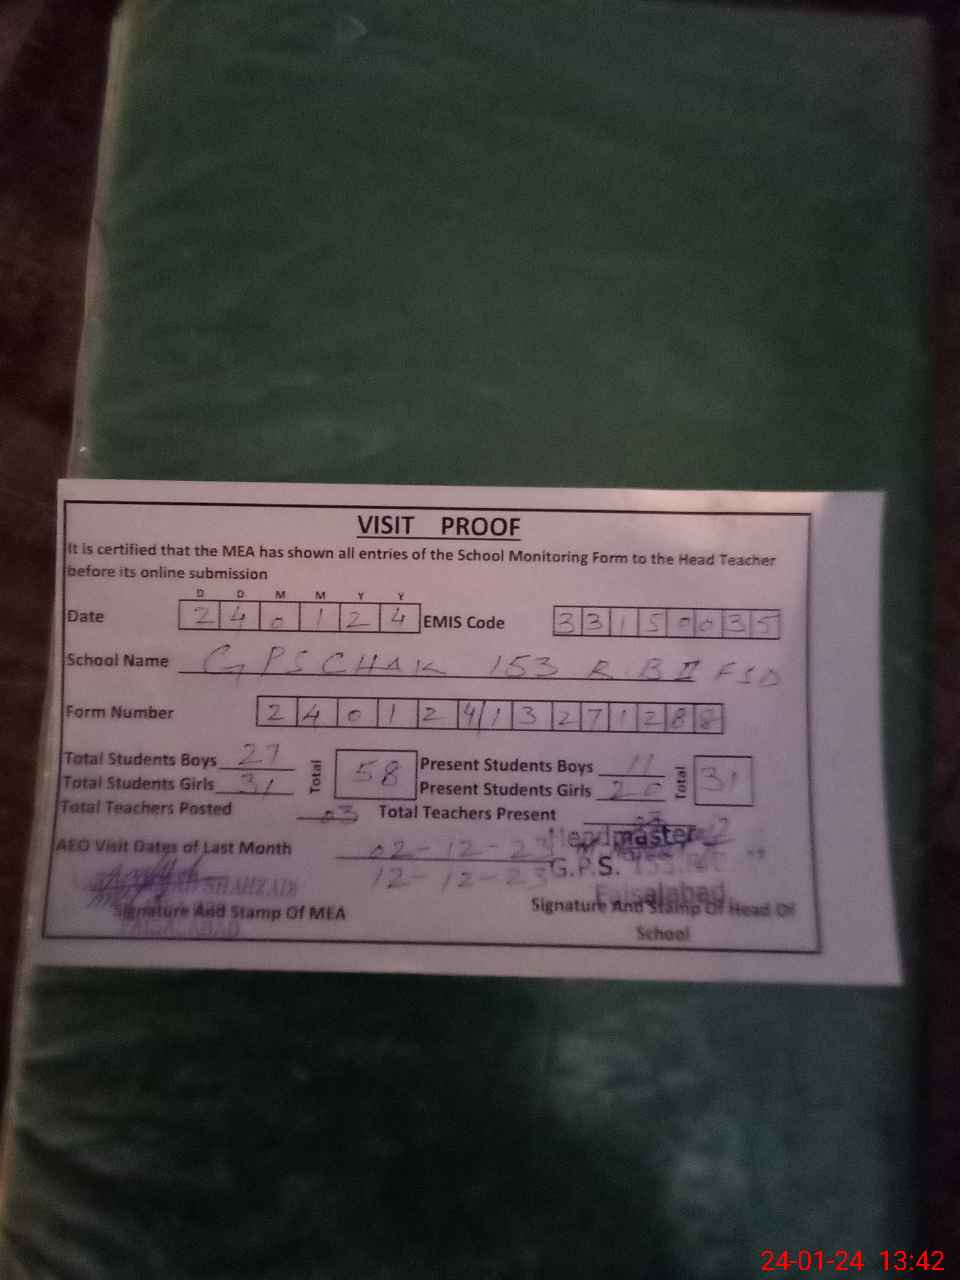 VISIT PROOF
It is certified that the MEA has shown all entries of the School Monitoring Form to the Head Teacher
before its online submission
D D M M Y Y
Date 2 4 0 1 2 4 EMIS Code 3 3 1 5 0 0 3 5
School Name GPS CHAK 153 R.B II FSD
Form Number 2 4 0 1 2 4 1 3 2 7 1 2 8 8
Total Students Boys 27 Total 58 Present Students Boys 11 Total 31
Total Students Girls 31 Present Students Girls 20
Total Teachers Posted 03 Total Teachers Present 03
Headmaster
AEO Visit Dates of Last Month 02-12-23
12-12-23 G.P.S. 153
SHAHZAD Faisalabad
Signature And Stamp Of MEA Signature And Stamp Of Head Of
FAISALABAD School
24-01-24 13:42